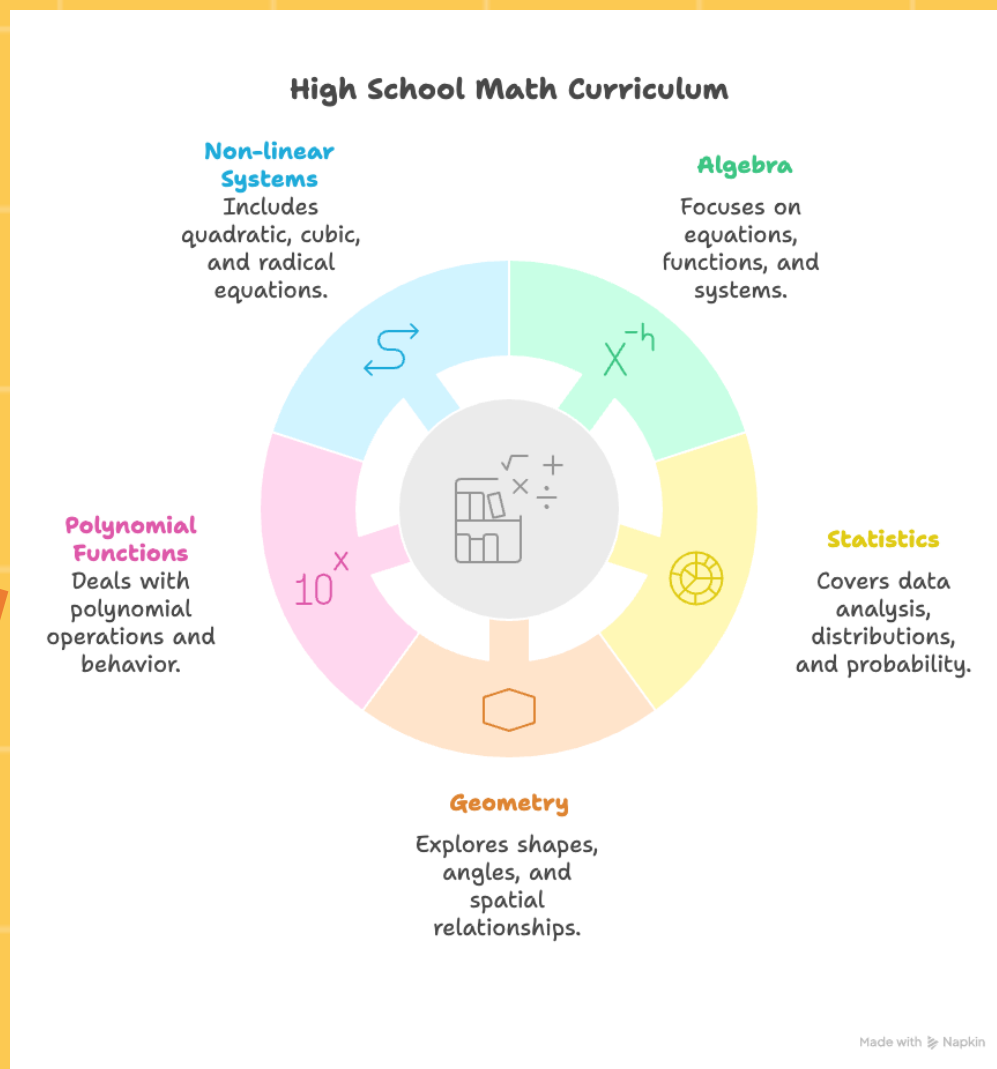 High School Math Curriculum
Non-linear
Systems
Includes
quadratic, cubic,
and radical
equations.
Algebra
Focuses on
equations,
functions, and
systems.
X^-h
√ +
× ÷
Polynomial
Functions
Deals with
polynomial
operations and
behavior.
10^x
Statistics
Covers data
analysis,
distributions,
and probability.
Geometry
Explores shapes,
angles, and
spatial
relationships.
Made with Napkin